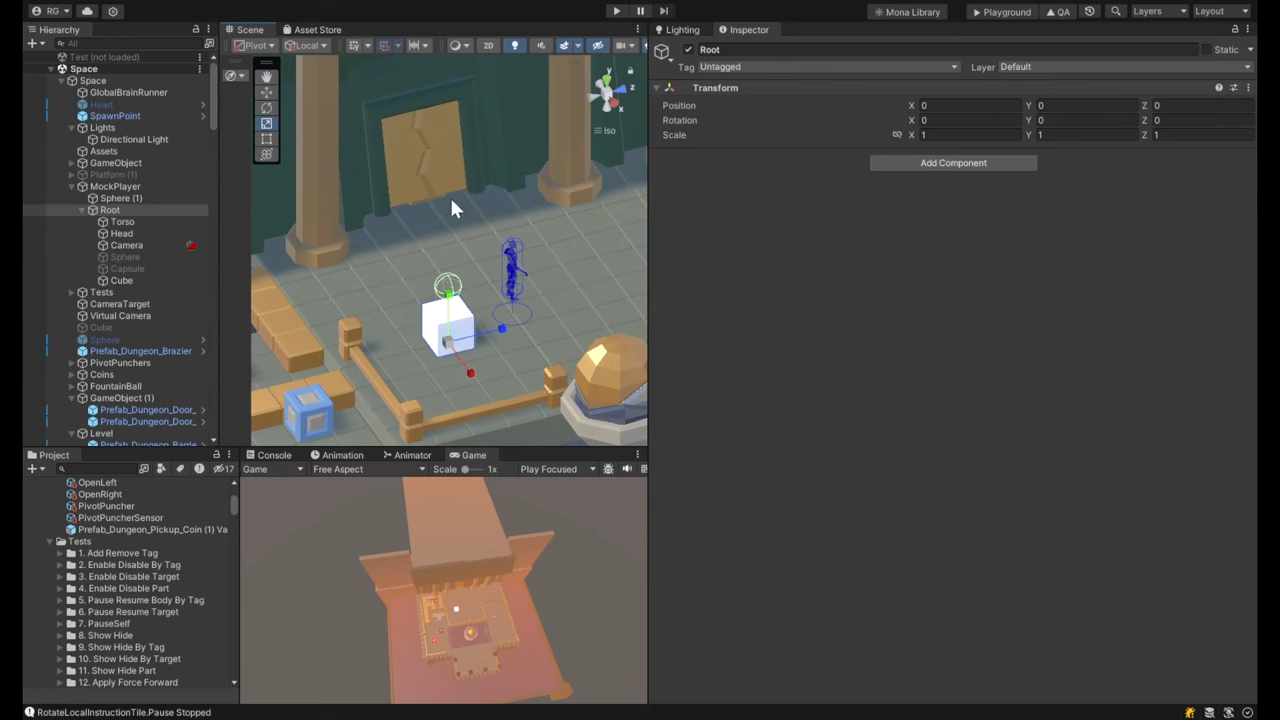 RG
Mona Library
Playground
QA
Layers
Layout
Hierarchy
All
Test (not loaded)
Space
Space
GlobalBrainRunner
Heart
SpawnPoint
Lights
Directional Light
Assets
GameObject
Platform (1)
MockPlayer
Sphere (1)
Root
Torso
Head
Camera
Sphere
Capsule
Cube
Tests
CameraTarget
Virtual Camera
Cube
Sphere
Prefab_Dungeon_Brazier
PivotPunchers
Coins
FountainBall
GameObject (1)
Prefab_Dungeon_Door_
Prefab_Dungeon_Door_
Level
Prefab_Dungeon_Barrie
Scene
Asset Store
Pivot
Local
2D
y
z
x
Iso
Lighting
Inspector
Root
Static
Tag
Untagged
Layer
Default
Transform
Position
X 0 Y 0 Z 0
Rotation
X 0 Y 0 Z 0
Scale
X 1 Y 1 Z 1
Add Component
Project
17
OpenLeft
OpenRight
PivotPuncher
PivotPuncherSensor
Prefab_Dungeon_Pickup_Coin (1) Va
Tests
1. Add Remove Tag
2. Enable Disable By Tag
3. Enable Disable Target
4. Enable Disable Part
5. Pause Resume Body By Tag
6. Pause Resume Target
7. PauseSelf
8. Show Hide
9. Show Hide By Tag
10. Show Hide By Target
11. Show Hide Part
12. Apply Force Forward
Console
Animation
Animator
Game
Game
Free Aspect
Scale
1x
Play Focused
RotateLocalInstructionTile.Pause Stopped